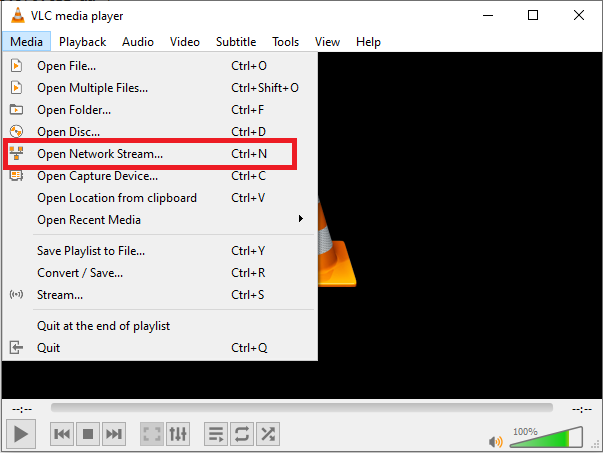 VLC media player
Media Playback Audio Video Subtitle Tools View Help
Open File... Ctrl+O
Open Multiple Files... Ctrl+Shift+O
Open Folder... Ctrl+F
Open Disc... Ctrl+D
Open Network Stream... Ctrl+N
Open Capture Device... Ctrl+C
Open Location from clipboard Ctrl+V
Open Recent Media
Save Playlist to File... Ctrl+Y
Convert / Save... Ctrl+R
Stream... Ctrl+S
Quit at the end of playlist
Quit Ctrl+Q
--:-- --:--
100%